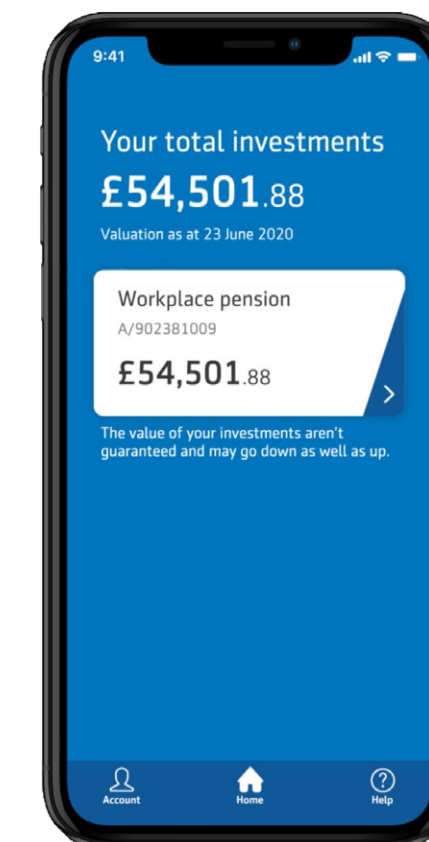 9:41
Your total investments
£54,501.88
Valuation as at 23 June 2020
Workplace pension
A/902381009
£54,501.88
The value of your investments aren't
guaranteed and may go down as well as up.
Account Home Help